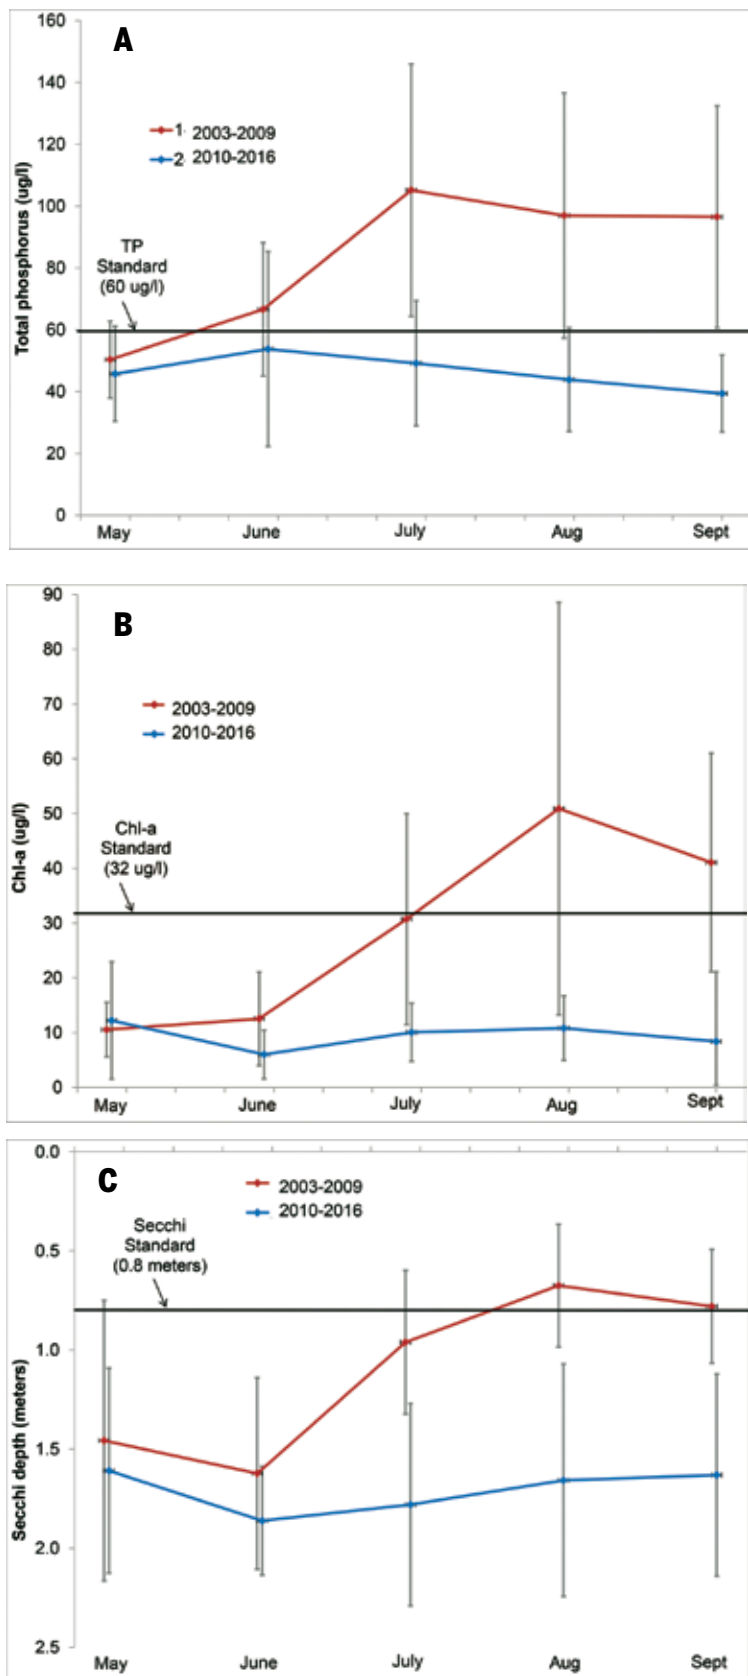 A
160
140
120
100
80
60
40
20
0
Total phosphorus (ug/l)
1 2003-2009
2 2010-2016
TP
Standard
(60 ug/l)
May June July Aug Sept
B
90
80
70
60
50
40
30
20
10
0
Chl-a (ug/l)
2003-2009
2010-2016
Chl-a
Standard
(32 ug/l)
May June July Aug Sept
C
0.0
0.5
1.0
1.5
2.0
2.5
Secchi depth (meters)
2003-2009
2010-2016
Secchi
Standard
(0.8 meters)
May June July Aug Sept